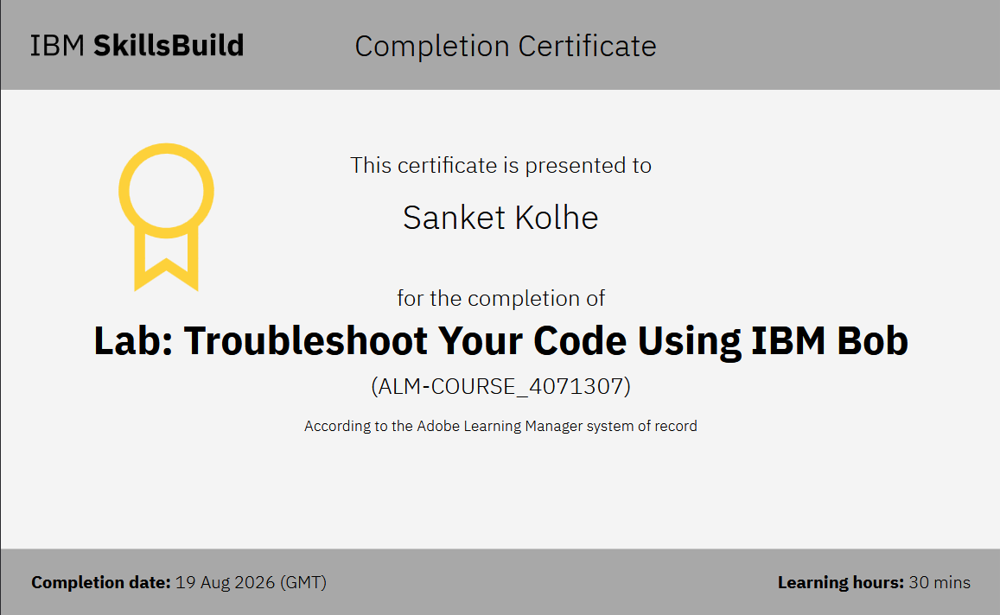 IBM SkillsBuild
Completion Certificate
This certificate is presented to
Sanket Kolhe
for the completion of
Lab: Troubleshoot Your Code Using IBM Bob
(ALM-COURSE_4071307)
According to the Adobe Learning Manager system of record
Completion date: 19 Aug 2026 (GMT)
Learning hours: 30 mins